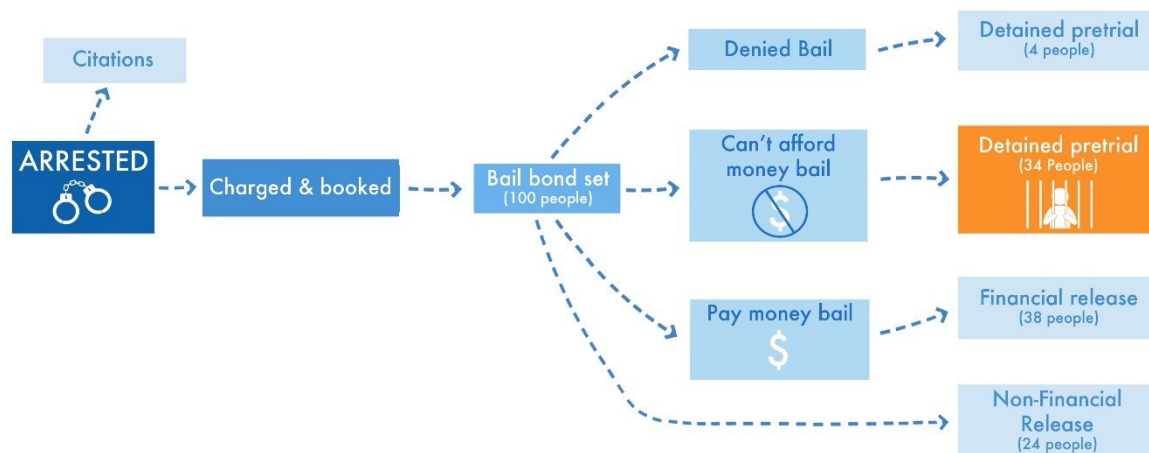 Citations
ARRESTED
Charged & booked
Bail bond set
(100 people)
Denied Bail
Detained pretrial
(4 people)
Can't afford
money bail
$
Detained pretrial
(34 People)
Pay money bail
$
Financial release
(38 people)
Non-Financial
Release
(24 people)